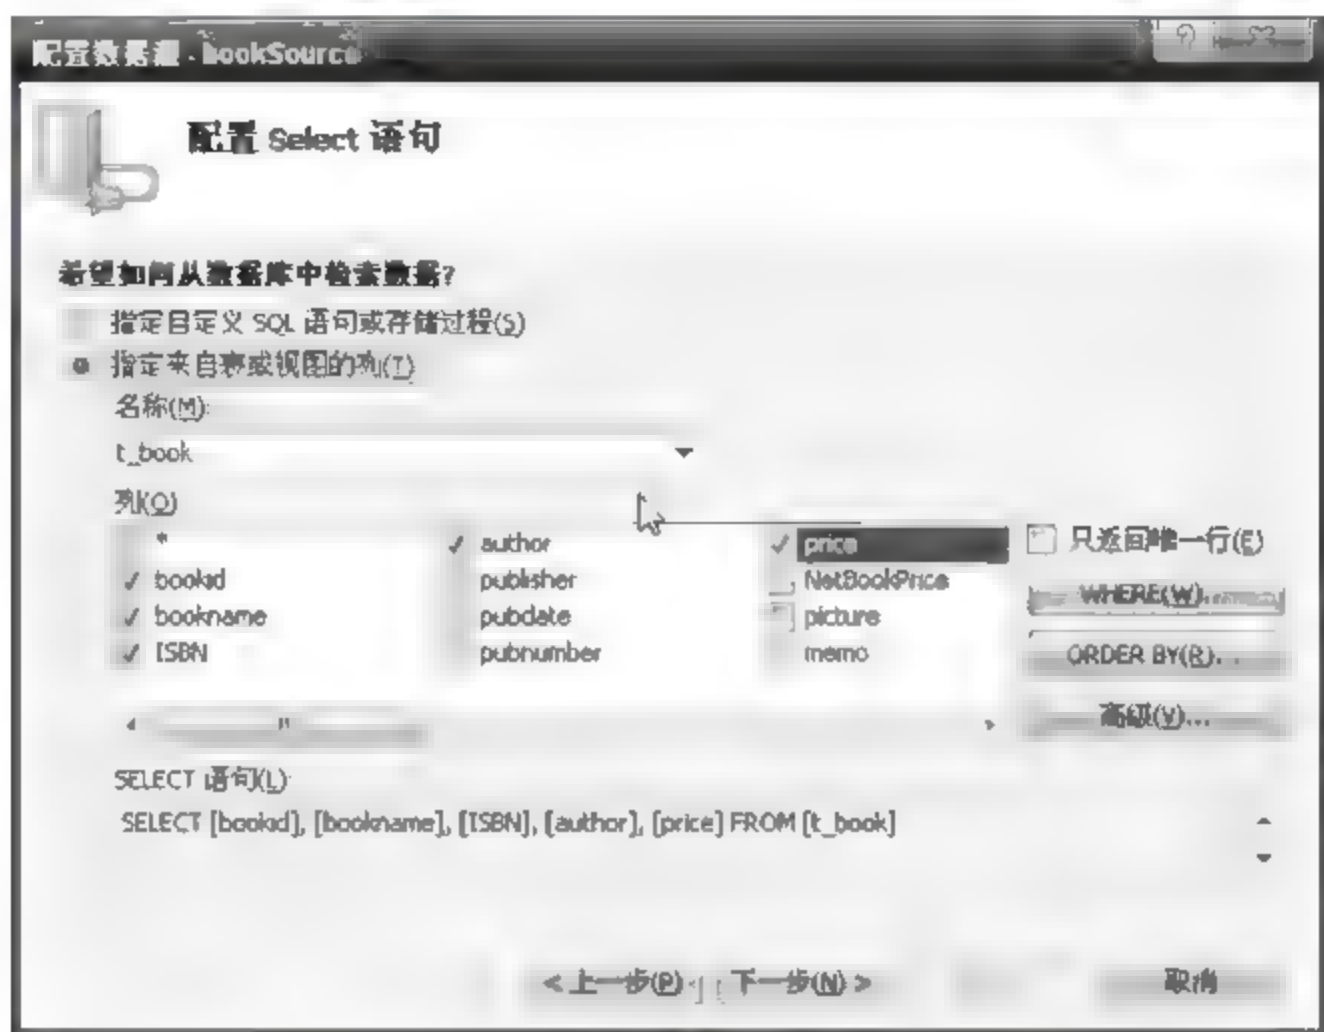 配置数据源 - bookSource
配置 Select 语句
希望如何从数据库中检索数据?
指定自定义 SQL 语句或存储过程(S)
指定来自表或视图的列(T)
名称(M):
t_book
列(O)
*
author
price
只返回唯一行(E)
bookid
publisher
NetBookPrice
WHERE(W)...
bookname
pubdate
picture
ISBN
pubnumber
memo
ORDER BY(R)...
高级(V)...
SELECT 语句(L)
SELECT [bookid], [bookname], [ISBN], [author], [price] FROM [t_book]
< 上一步(P)
下一步(N) >
取消